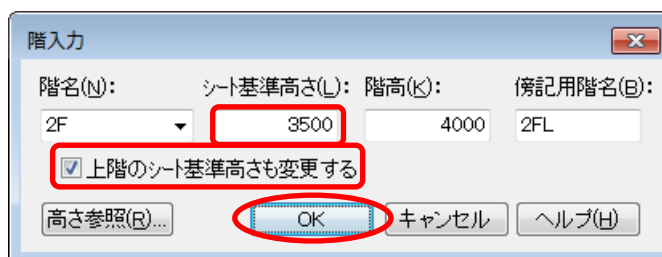 階入力
階名(N): シート基準高さ(L): 階高(K): 傍記用階名(B):
2F 3500 4000 2FL
上階のシート基準高さも変更する
高さ参照(R)... OK キャンセル ヘルプ(H)